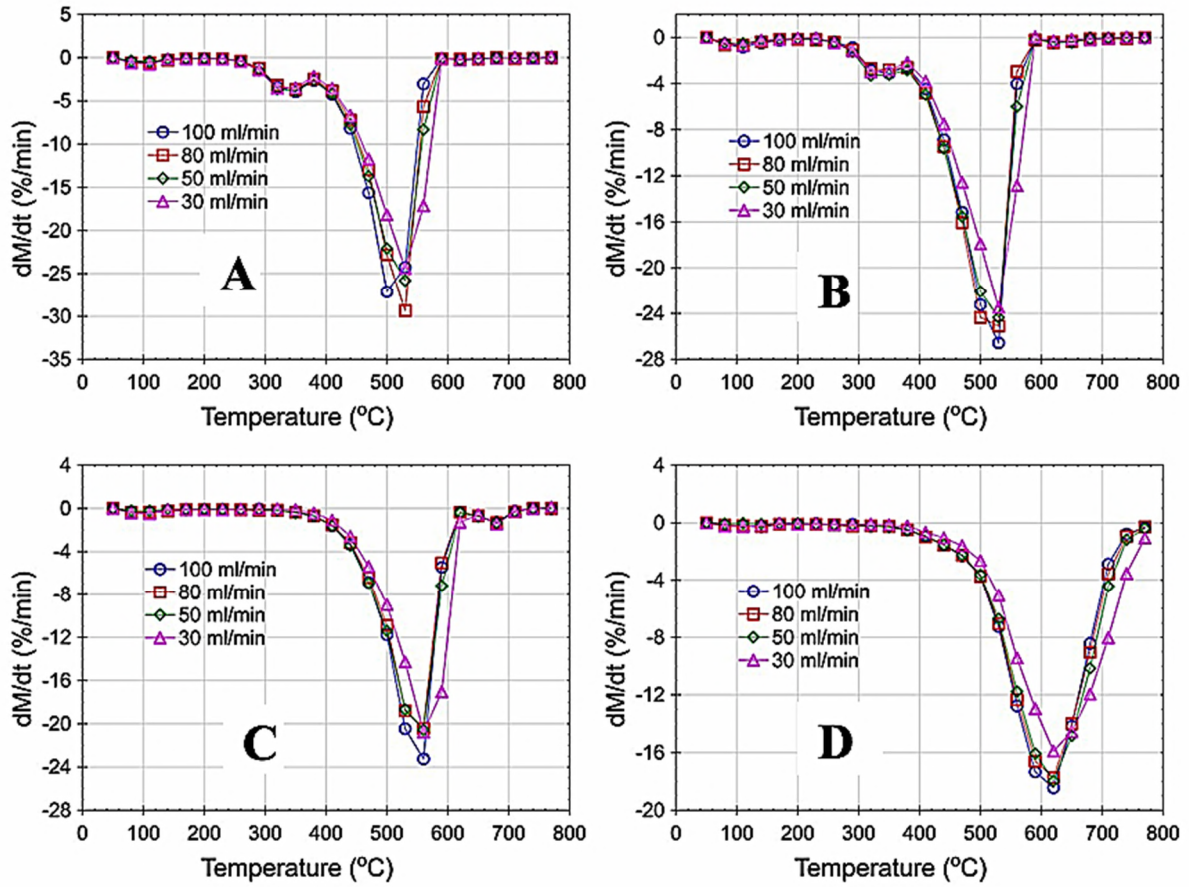 5
0
-5
-10
-15
-20
-25
-30
-35
dM/dt (%/min)
100 ml/min
80 ml/min
50 ml/min
30 ml/min
A
0 100 200 300 400 500 600 700 800
Temperature (ºC)
0
-4
-8
-12
-16
-20
-24
-28
dM/dt (%/min)
100 ml/min
80 ml/min
50 ml/min
30 ml/min
B
0 100 200 300 400 500 600 700 800
Temperature (ºC)
4
0
-4
-8
-12
-16
-20
-24
-28
dM/dt (%/min)
100 ml/min
80 ml/min
50 ml/min
30 ml/min
C
0 100 200 300 400 500 600 700 800
Temperature (ºC)
4
0
-4
-8
-12
-16
-20
dM/dt (%/min)
100 ml/min
80 ml/min
50 ml/min
30 ml/min
D
0 100 200 300 400 500 600 700 800
Temperature (ºC)